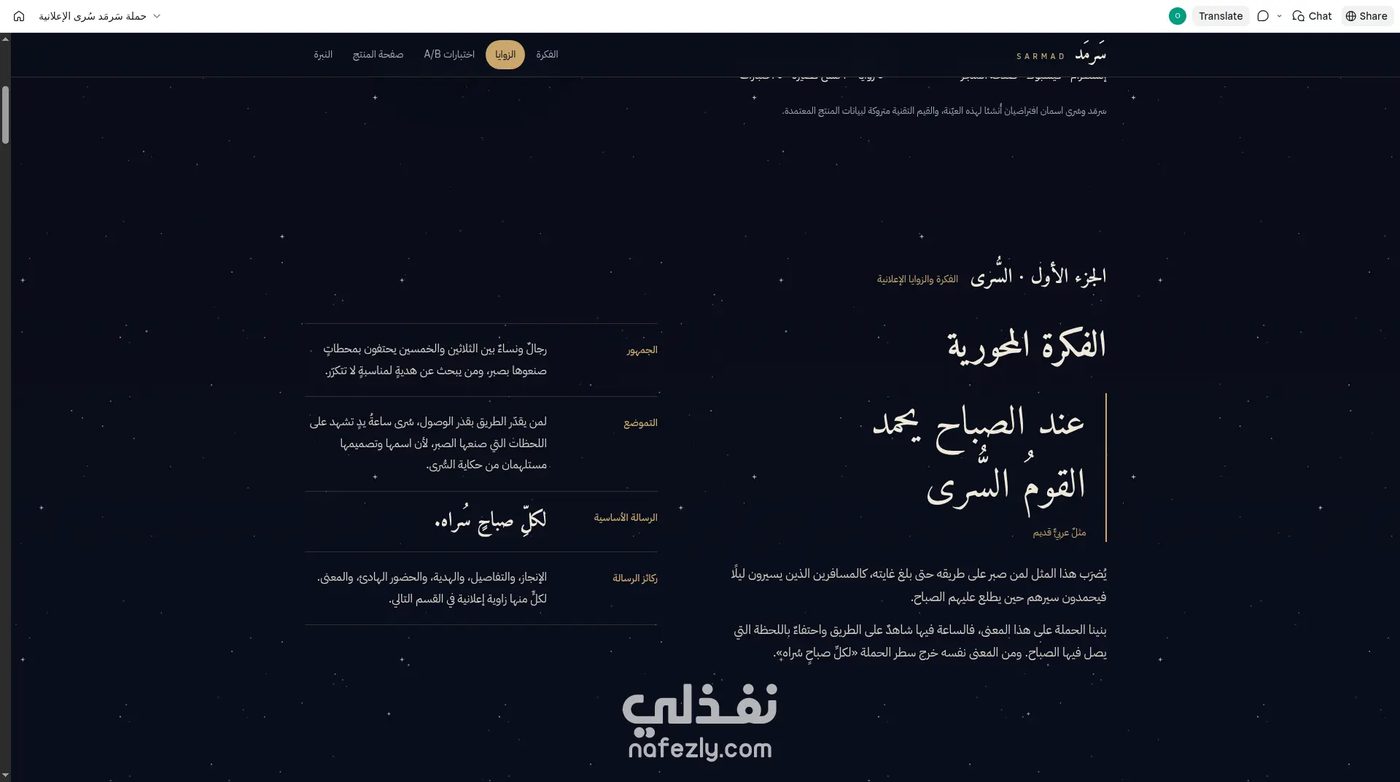 حملة سَرمَد سُرى الإعلانية
O
Translate
Chat
Share
سَرمَد
SARMAD
الفكرة
الزوايا
اختبارات A/B
صفحة المنتج
النبرة
سَرمَد وسُرى اسمان افتراضيان أُنشئا لهذه العيّنة، والقيم التقنية متروكة لبيانات المنتج المعتمدة.
الجزء الأول · السُّرى
الفكرة والزوايا الإعلانية
الفكرة المحورية
عند الصباح يحمد
القومُ السُّرى
مثلٌ عربيٌّ قديم
يُضرَب هذا المثل لمن صبر على طريقه حتى بلغ غايته، كالمسافرين الذين يسيرون ليلًا
فيحمدون سيرهم حين يطلع عليهم الصباح.
بنينا الحملة على هذا المعنى، فالساعة فيها شاهدٌ على الطريق واحتفاءٌ باللحظة التي
يصل فيها الصباح. ومن المعنى نفسه خرج سطر الحملة «لكلِّ صباحٍ سُراه».
الجمهور
رجالٌ ونساءٌ بين الثلاثين والخمسين يحتفون بمحطاتٍ
صنعوها بصبر، ومن يبحث عن هديةٍ لمناسبةٍ لا تتكرّر.
التموضع
لمن يقدّر الطريق بقدر الوصول، سُرى ساعةُ يدٍ تشهد على
اللحظات التي صنعها الصبر، لأن اسمها وتصميمها
مستلهمان من حكاية السُّرى.
الرسالة الأساسية
لكلِّ صباحٍ سُراه.
ركائز الرسالة
الإنجاز، والتفاصيل، والهدية، والحضور الهادئ، والمعنى.
لكلٍّ منها زاوية إعلانية في القسم التالي.
نفذلي
nafezly.com